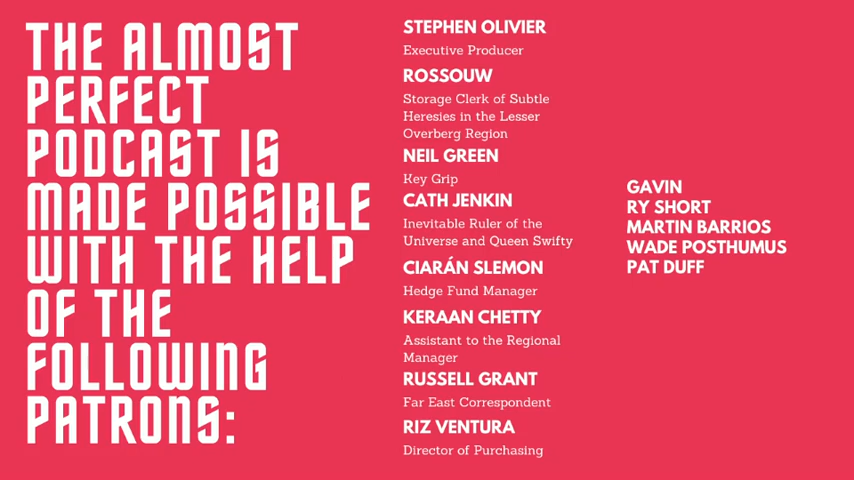 THE ALMOST
PERFECT
PODCAST IS
MADE POSSIBLE
WITH THE HELP
OF THE
FOLLOWING
PATRONS:
STEPHEN OLIVIER
Executive Producer
ROSSOUW
Storage Clerk of Subtle
Heresies in the Lesser
Overberg Region
NEIL GREEN
Key Grip
CATH JENKIN
Inevitable Ruler of the
Universe and Queen Swifty
CIARÁN SLEMON
Hedge Fund Manager
KERAAN CHETTY
Assistant to the Regional
Manager
RUSSELL GRANT
Far East Correspondent
RIZ VENTURA
Director of Purchasing
GAVIN
RY SHORT
MARTIN BARRIOS
WADE POSTHUMUS
PAT DUFF